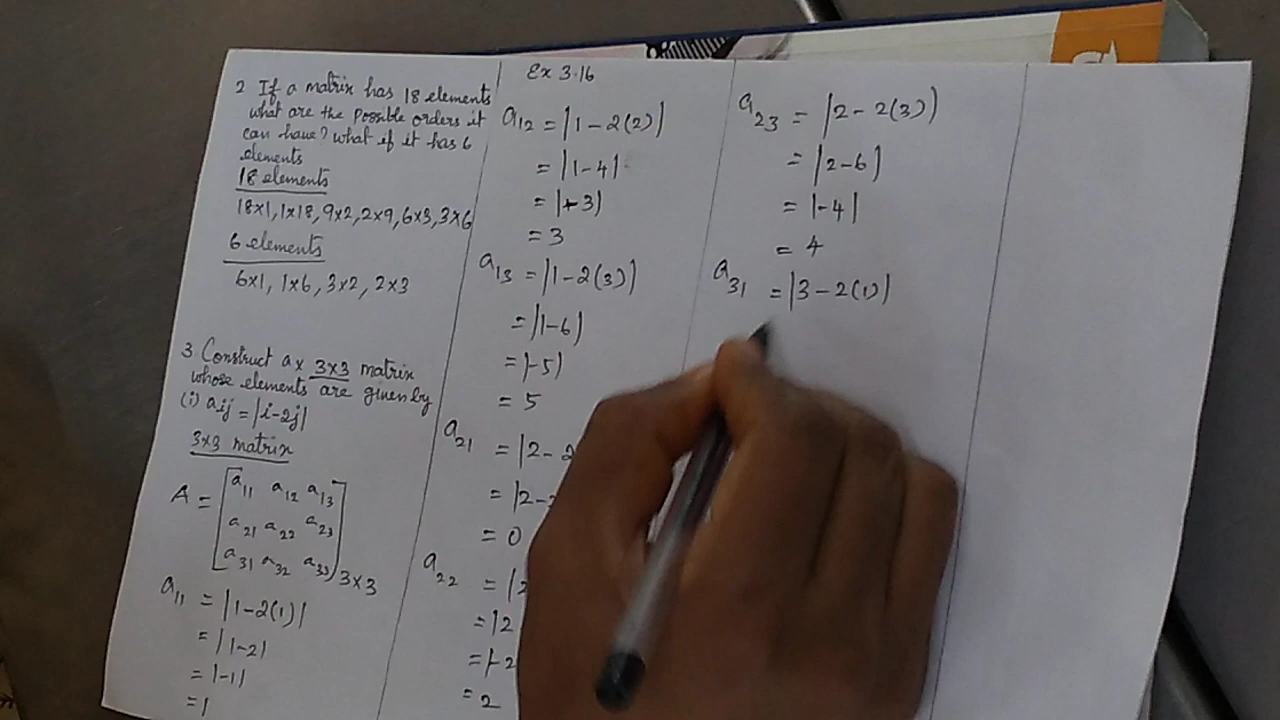 2 If a matrix has 18 elements
what are the possible orders it
can have? what if it has 6
elements
18 elements
18x1, 1x18, 9x2, 2x9, 6x3, 3x6
6 elements
6x1, 1x6, 3x2, 2x3
3 Construct a x 3x3 matrix
whose elements are given by
(i) aij = |i-2j|
3x3 matrix
A = [a11 a12 a13
a21 a22 a23
a31 a32 a33]3x3
a11 = |1-2(1)|
= |1-2|
= |-1|
= 1
Ex 3.16
a12 = |1-2(2)|
= |1-4|
= |-3|
= 3
a13 = |1-2(3)|
= |1-6|
= |-5|
= 5
a21 = |2-2
= |2-
= 0
a22 = |2
= |2
= |-2
= 2
a23 = |2-2(3)|
= |2-6|
= |-4|
= 4
a31 = |3-2(1)|